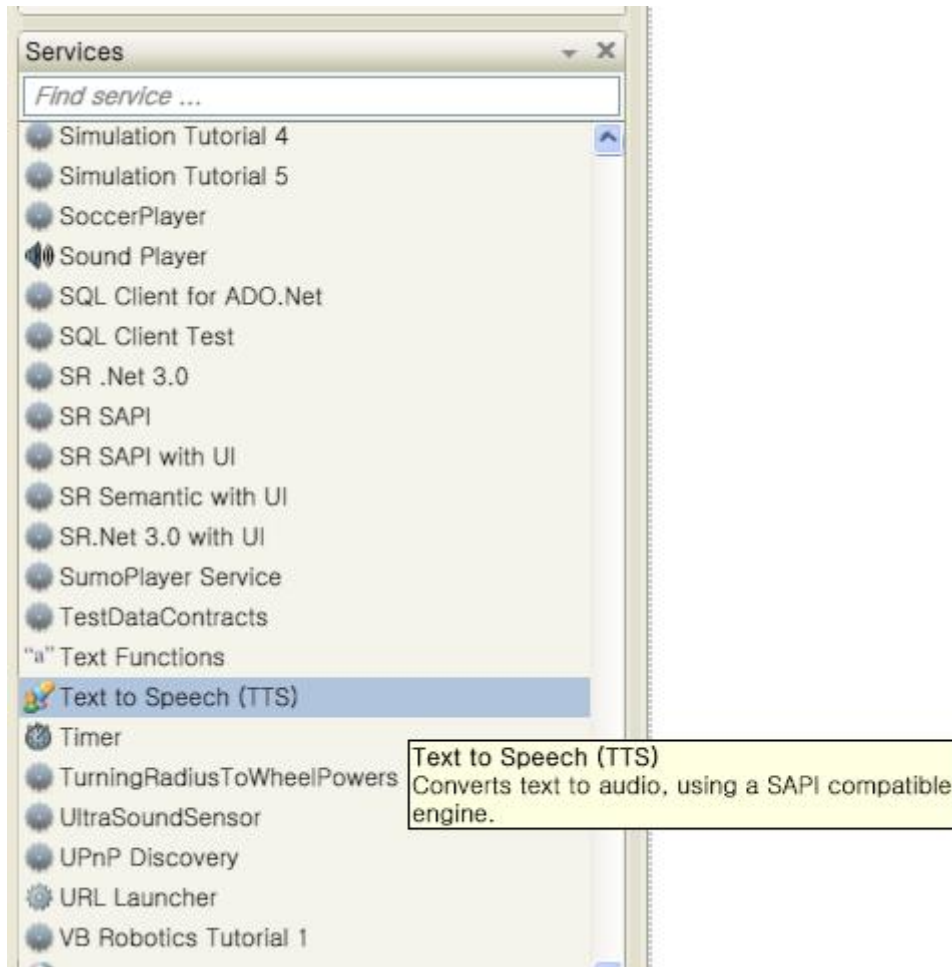 Services
Find service ...
Simulation Tutorial 4
Simulation Tutorial 5
SoccerPlayer
Sound Player
SQL Client for ADO.Net
SQL Client Test
SR .Net 3.0
SR SAPI
SR SAPI with UI
SR Semantic with UI
SR.Net 3.0 with UI
SumoPlayer Service
TestDataContracts
"a" Text Functions
Text to Speech (TTS)
Timer
TurningRadiusToWheelPowers
UltraSoundSensor
UPnP Discovery
URL Launcher
VB Robotics Tutorial 1
Text to Speech (TTS)
Converts text to audio, using a SAPI compatible
engine.